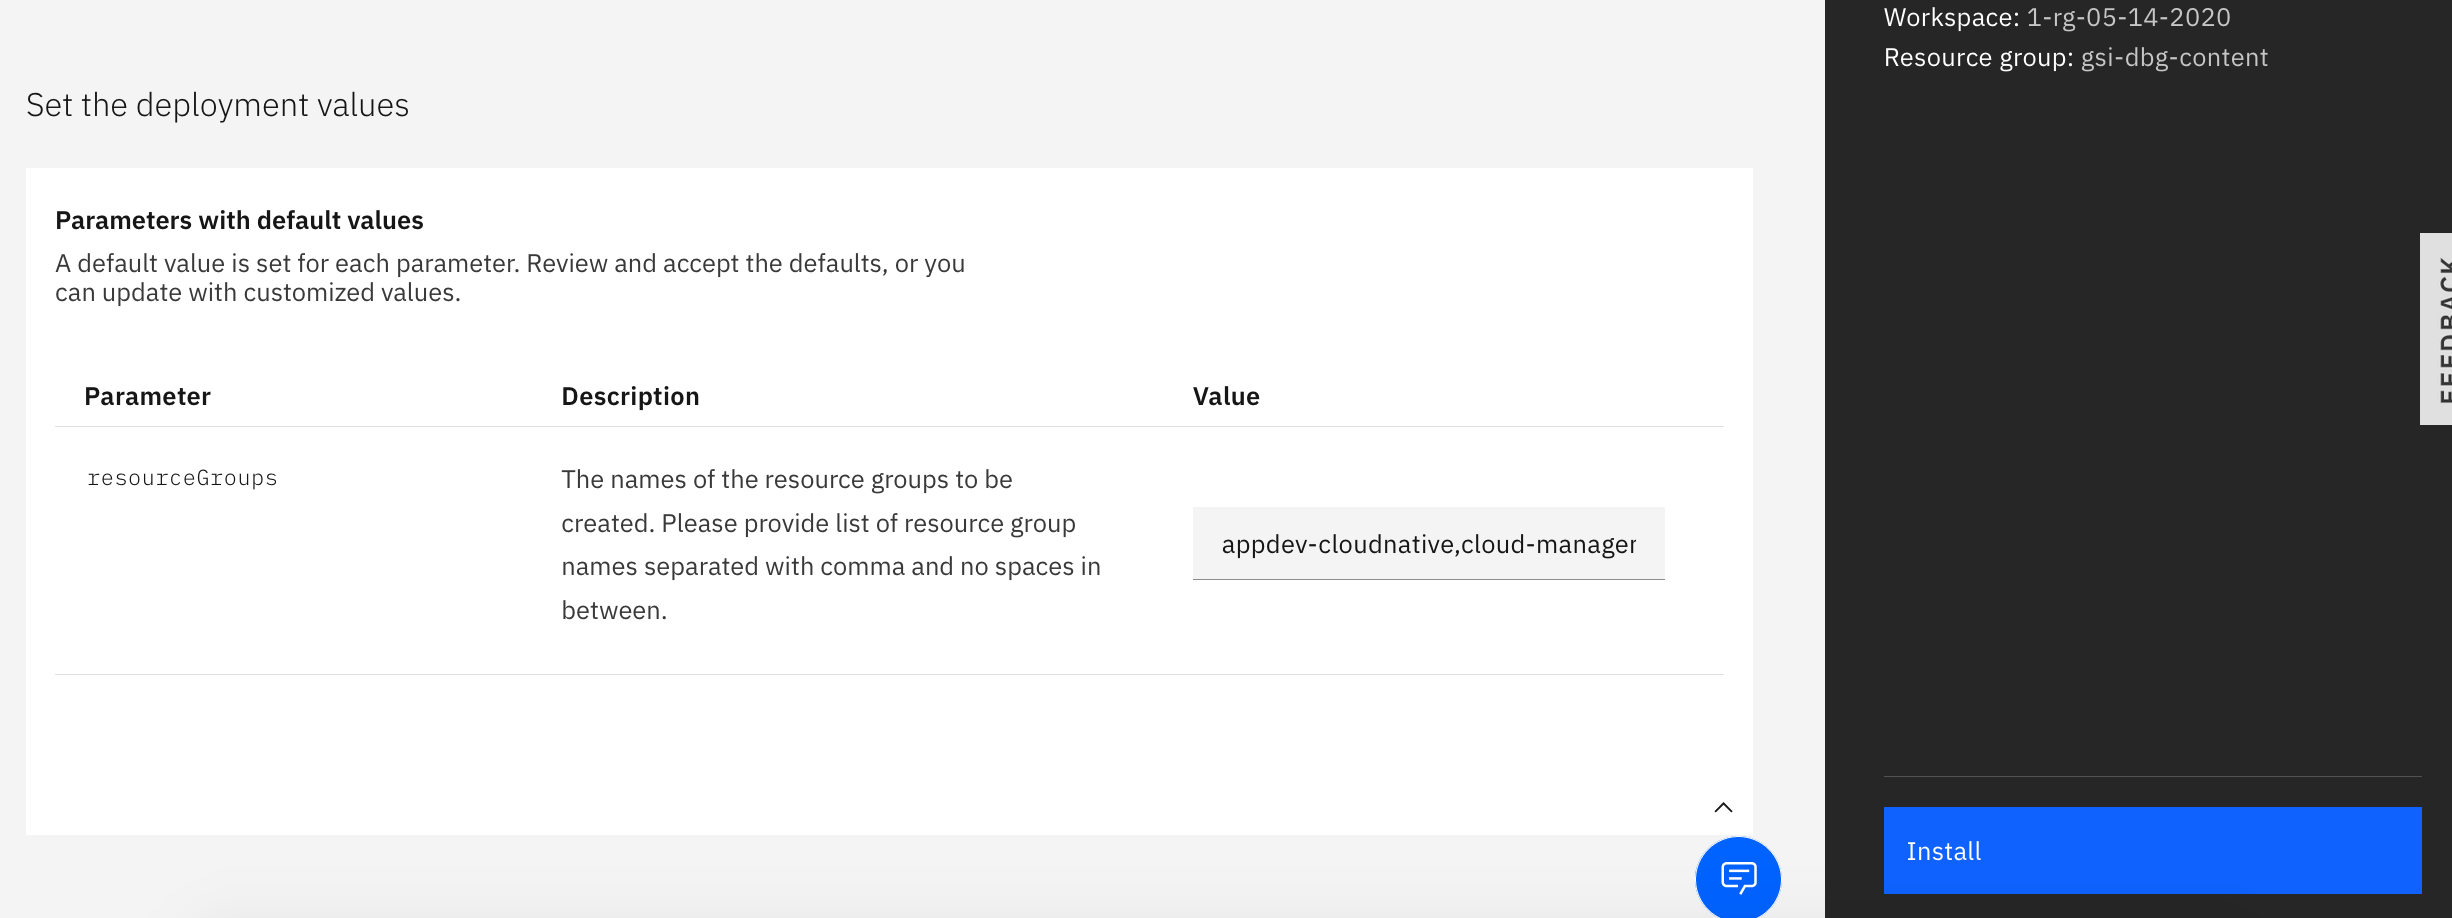 Workspace: 1-rg-05-14-2020
Resource group: gsi-dbg-content
Set the deployment values
Parameters with default values
A default value is set for each parameter. Review and accept the defaults, or you
can update with customized values.
Parameter Description Value
resourceGroups
The names of the resource groups to be
created. Please provide list of resource group
names separated with comma and no spaces in
between.
appdev-cloudnative,cloud-manager
FEEDBACK
Install